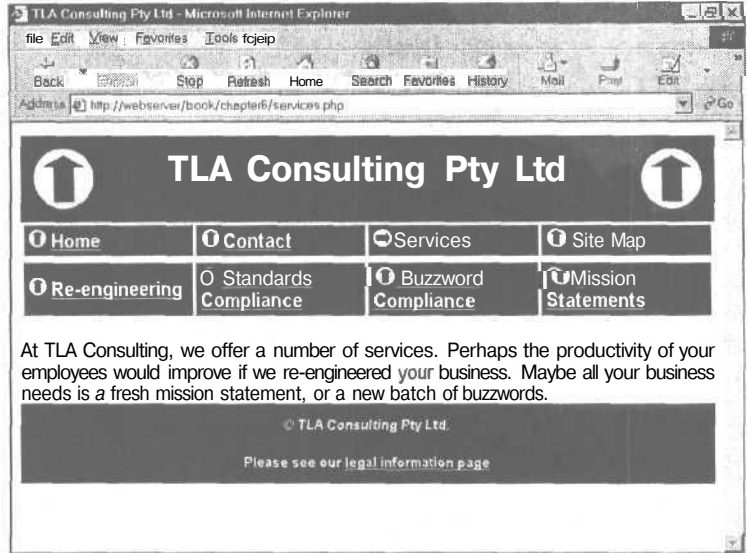 TLA Consulting Pty Ltd - Microsoft Internet Explorer
file Edit View Favorites Tools fcjeip
Back Stop Refresh Home Search Favorites History Mail Print Edit
Address http://webserver/book/chapter6/services.php Go
TLA Consulting Pty Ltd
Home Contact Services Site Map
Re-engineering Standards Compliance Buzzword Compliance Mission Statements
At TLA Consulting, we offer a number of services. Perhaps the productivity of your
employees would improve if we re-engineered your business. Maybe all your business
needs is a fresh mission statement, or a new batch of buzzwords.
© TLA Consulting Pty Ltd.
Please see our legal information page